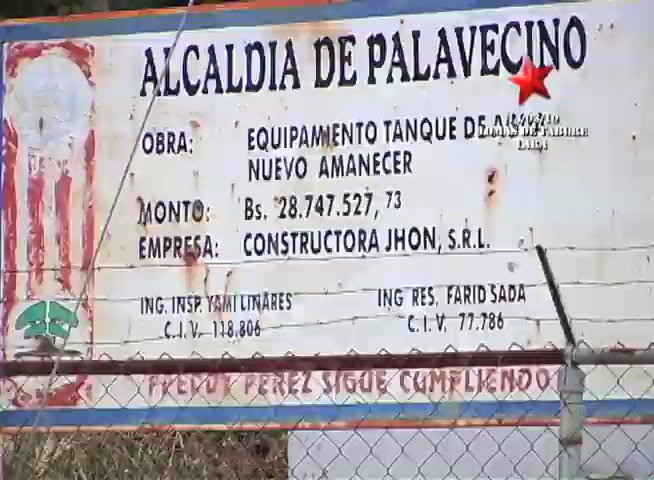 ALCALDIA DE PALAVECINO
OBRA: EQUIPAMIENTO TANQUE DE
NUEVO AMANECER
MONTO: Bs. 28.747.527,73
EMPRESA: CONSTRUCTORA JHON, S.R.L.
ING. INSP. YAMI LINARES ING RES. FARID SADA
C.I.V. 118.806 C.I.V. 77.786
FREDDY PEREZ SIGUE CUMPLIENDO
LARA